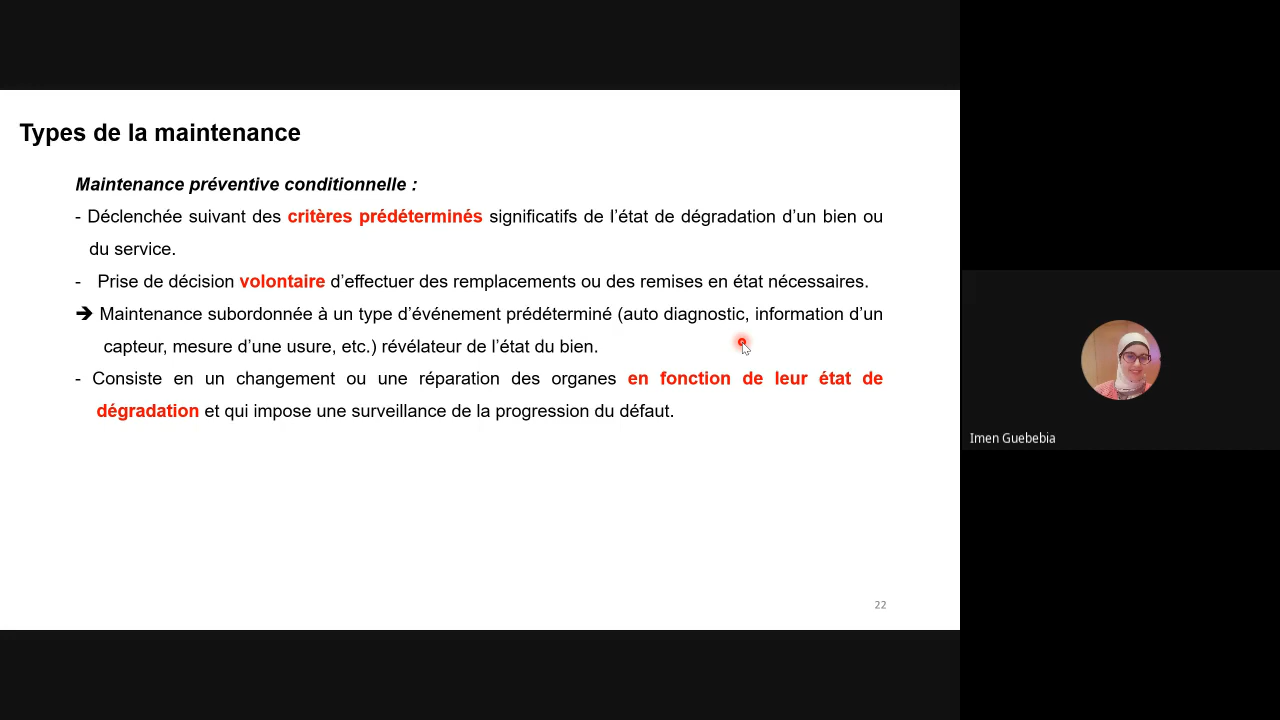 Types de la maintenance
Maintenance préventive conditionnelle :
- Déclenchée suivant des critères prédéterminés significatifs de l’état de dégradation d’un bien ou
du service.
- Prise de décision volontaire d’effectuer des remplacements ou des remises en état nécessaires.
➔ Maintenance subordonnée à un type d’événement prédéterminé (auto diagnostic, information d’un
capteur, mesure d’une usure, etc.) révélateur de l’état du bien.
- Consiste en un changement ou une réparation des organes en fonction de leur état de
dégradation et qui impose une surveillance de la progression du défaut.
22
Imen Guebebia